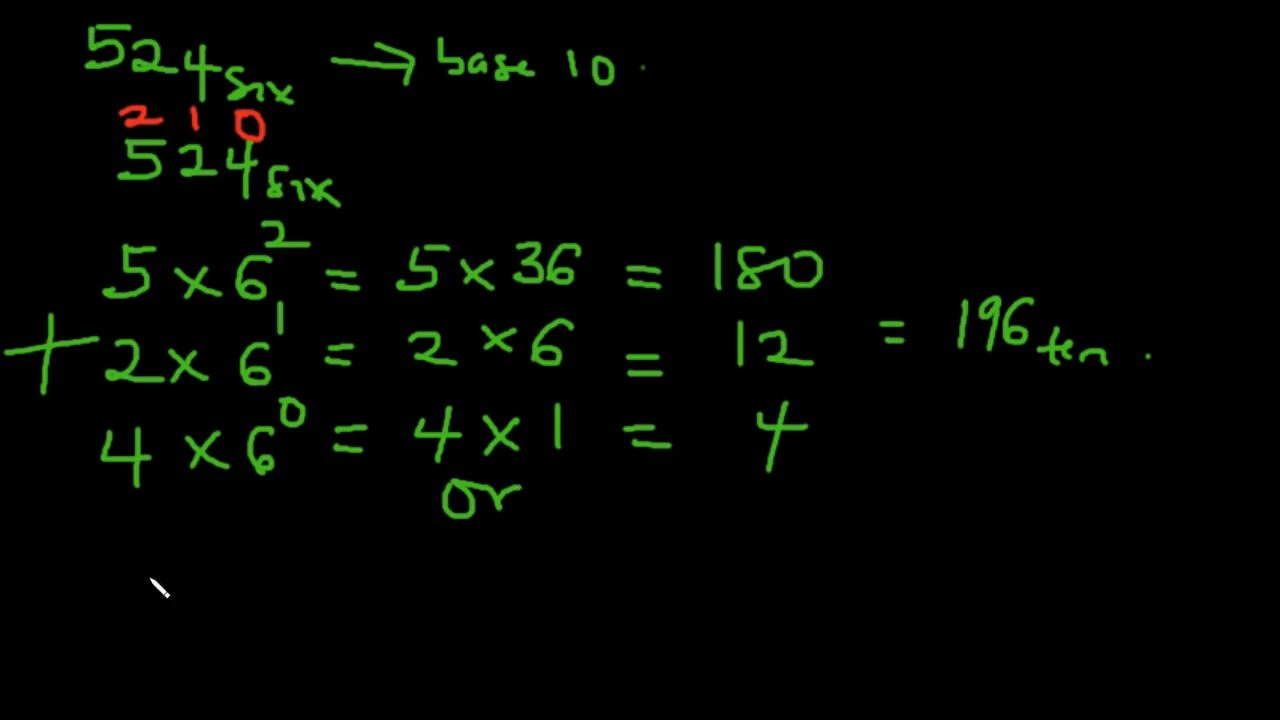 524six → base 10.
2 1 0
524six
5 × 6² = 5 × 36 = 180
+ 2 × 6¹ = 2 × 6 = 12 = 196ten.
4 × 6⁰ = 4 × 1 = 4
or